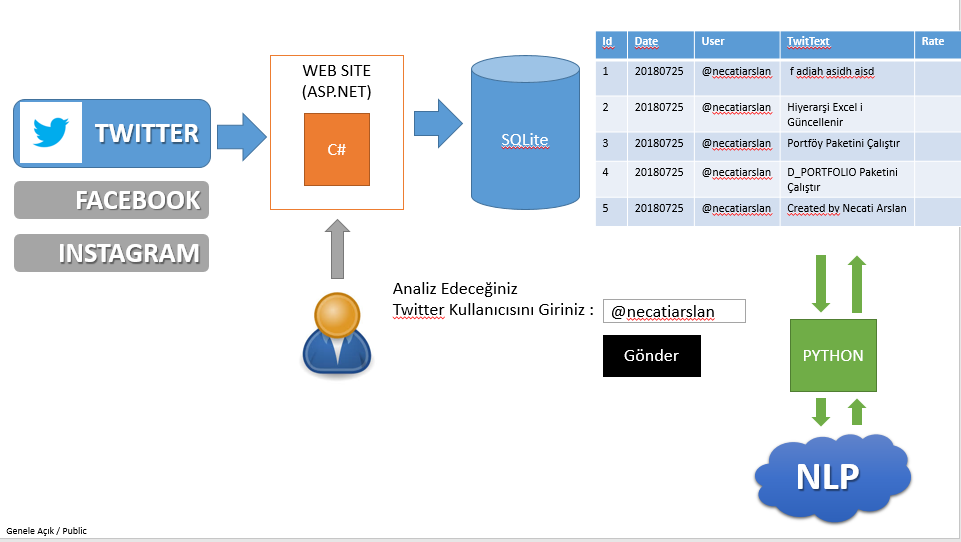 TWITTER
FACEBOOK
INSTAGRAM
WEB SITE
(ASP.NET)
C#
SQLite
Id Date User TwitText Rate
1 20180725 @necatiarslan f adjah asidh ajsd
2 20180725 @necatiarslan Hiyerarşi Excel i
Güncellenir
3 20180725 @necatiarslan Portföy Paketini Çalıştır
4 20180725 @necatiarslan D_PORTFOLIO Paketini
Çalıştır
5 20180725 @necatiarslan Created by Necati Arslan
Analiz Edeceğiniz
Twitter Kullanıcısını Giriniz : @necatiarslan
Gönder
PYTHON
NLP
Genele Açık / Public